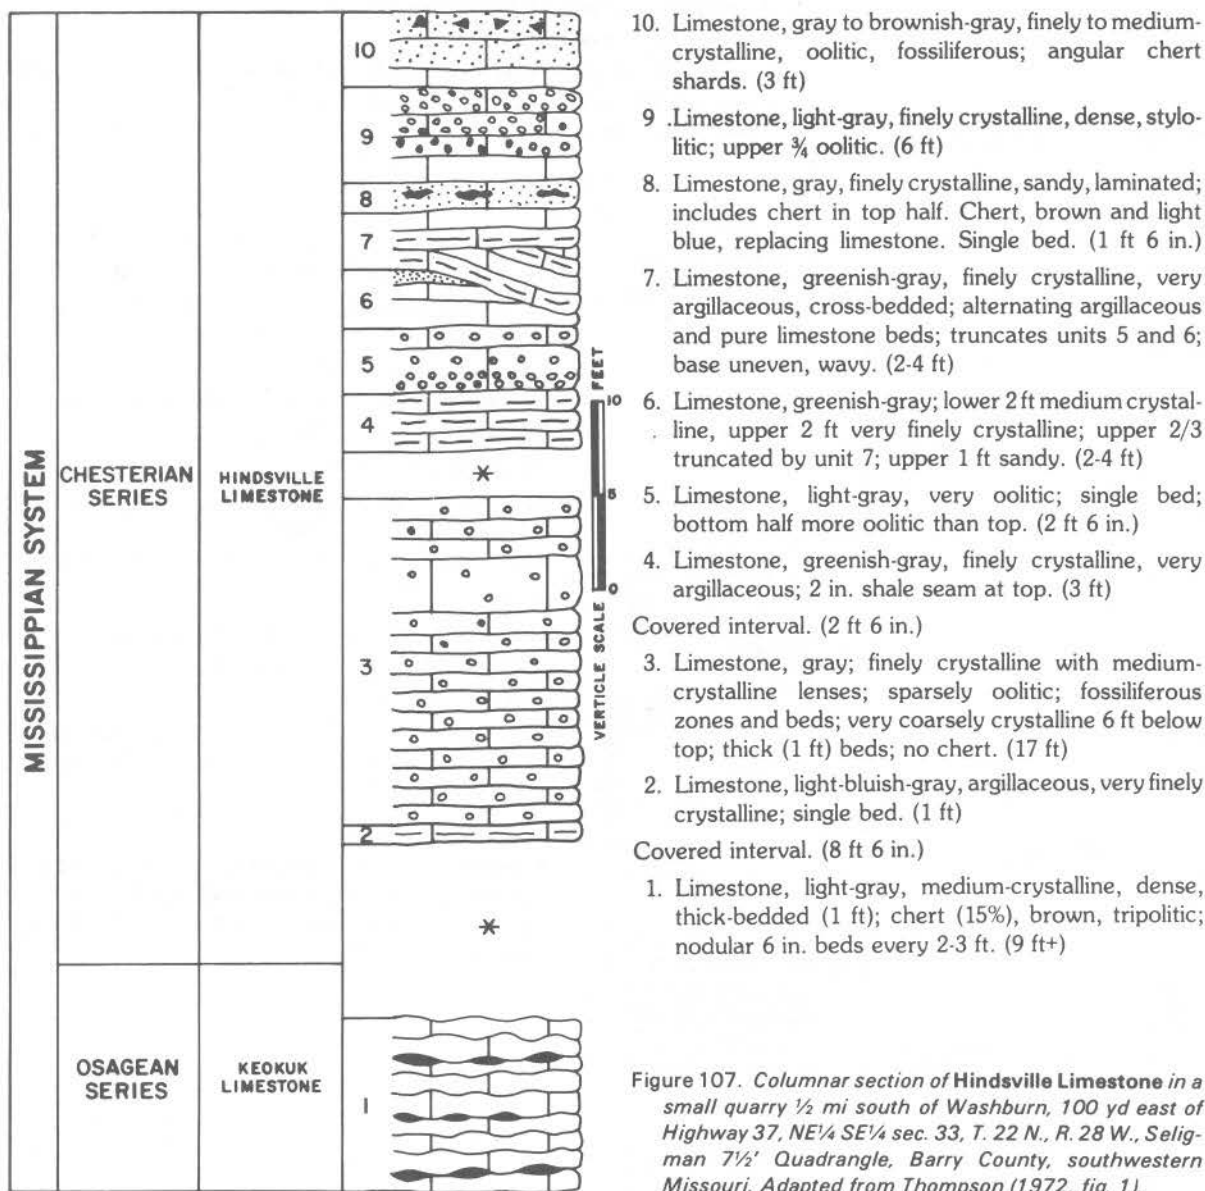 MISSISSIPPIAN SYSTEM
CHESTERIAN
SERIES
HINDSVILLE
LIMESTONE
OSAGEAN
SERIES
KEOKUK
LIMESTONE
10
9
8
7
6
5
4
*
3
2
*
1
FEET
10
5
0
VERTICLE SCALE
10. Limestone, gray to brownish-gray, finely to medium-
crystalline, oolitic, fossiliferous; angular chert
shards. (3 ft)
9 .Limestone, light-gray, finely crystalline, dense, stylo-
litic; upper ¾ oolitic. (6 ft)
8. Limestone, gray, finely crystalline, sandy, laminated;
includes chert in top half. Chert, brown and light
blue, replacing limestone. Single bed. (1 ft 6 in.)
7. Limestone, greenish-gray, finely crystalline, very
argillaceous, cross-bedded; alternating argillaceous
and pure limestone beds; truncates units 5 and 6;
base uneven, wavy. (2-4 ft)
6. Limestone, greenish-gray; lower 2 ft medium crystal-
line, upper 2 ft very finely crystalline; upper 2/3
truncated by unit 7; upper 1 ft sandy. (2-4 ft)
5. Limestone, light-gray, very oolitic; single bed;
bottom half more oolitic than top. (2 ft 6 in.)
4. Limestone, greenish-gray, finely crystalline, very
argillaceous; 2 in. shale seam at top. (3 ft)
Covered interval. (2 ft 6 in.)
3. Limestone, gray; finely crystalline with medium-
crystalline lenses; sparsely oolitic; fossiliferous
zones and beds; very coarsely crystalline 6 ft below
top; thick (1 ft) beds; no chert. (17 ft)
2. Limestone, light-bluish-gray, argillaceous, very finely
crystalline; single bed. (1 ft)
Covered interval. (8 ft 6 in.)
1. Limestone, light-gray, medium-crystalline, dense,
thick-bedded (1 ft); chert (15%), brown, tripolitic;
nodular 6 in. beds every 2-3 ft. (9 ft+)
Figure 107. Columnar section of Hindsville Limestone in a
small quarry ½ mi south of Washburn, 100 yd east of
Highway 37, NE¼ SE¼ sec. 33, T. 22 N., R. 28 W., Selig-
man 7½' Quadrangle, Barry County, southwestern
Missouri. Adapted from Thompson (1972, fig. 1)